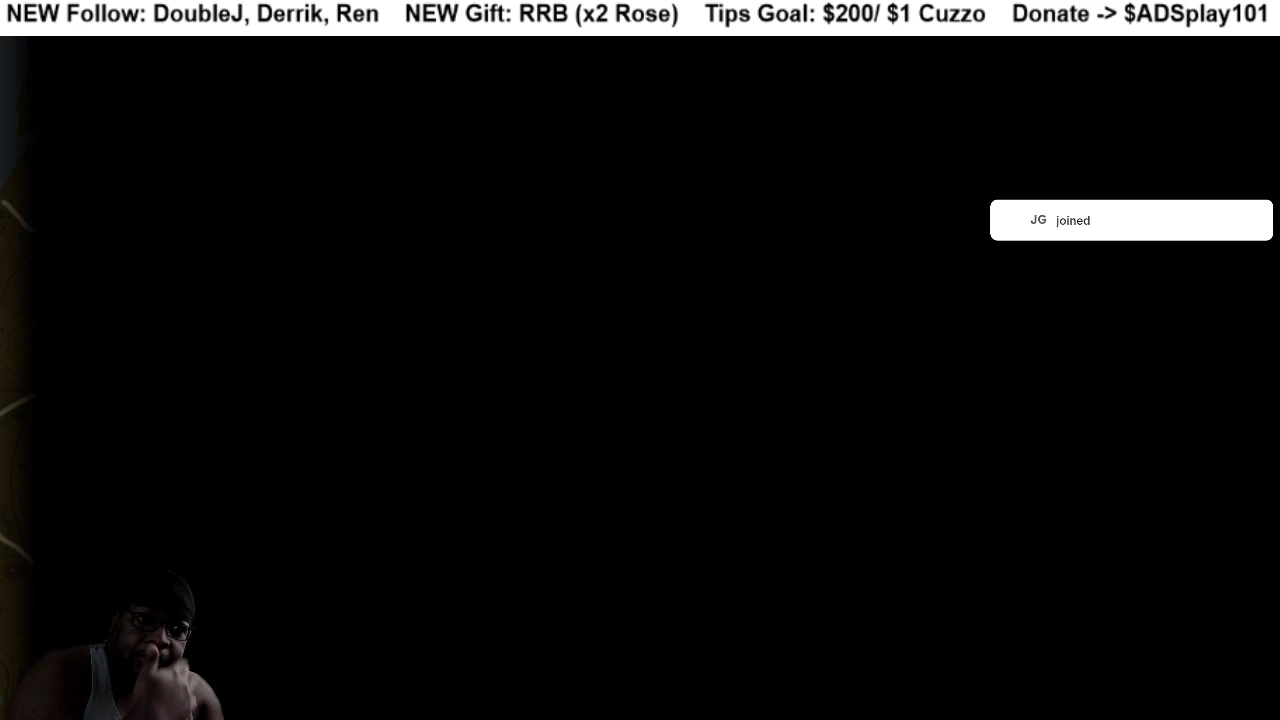 NEW Follow: DoubleJ, Derrik, Ren NEW Gift: RRB (x2 Rose) Tips Goal: $200/ $1 Cuzzo Donate -> $ADSplay101
JG joined